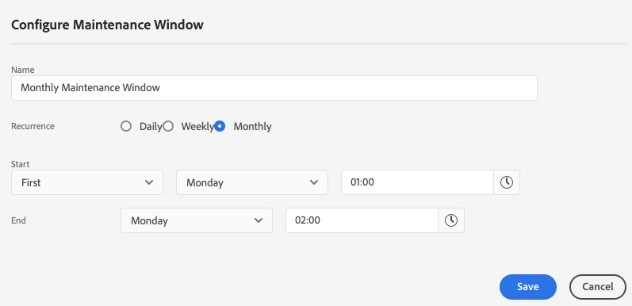 Configure Maintenance Window
Name
Monthly Maintenance Window
Recurrence Daily Weekly Monthly
Start
First Monday 01:00
End Monday 02:00
Save Cancel